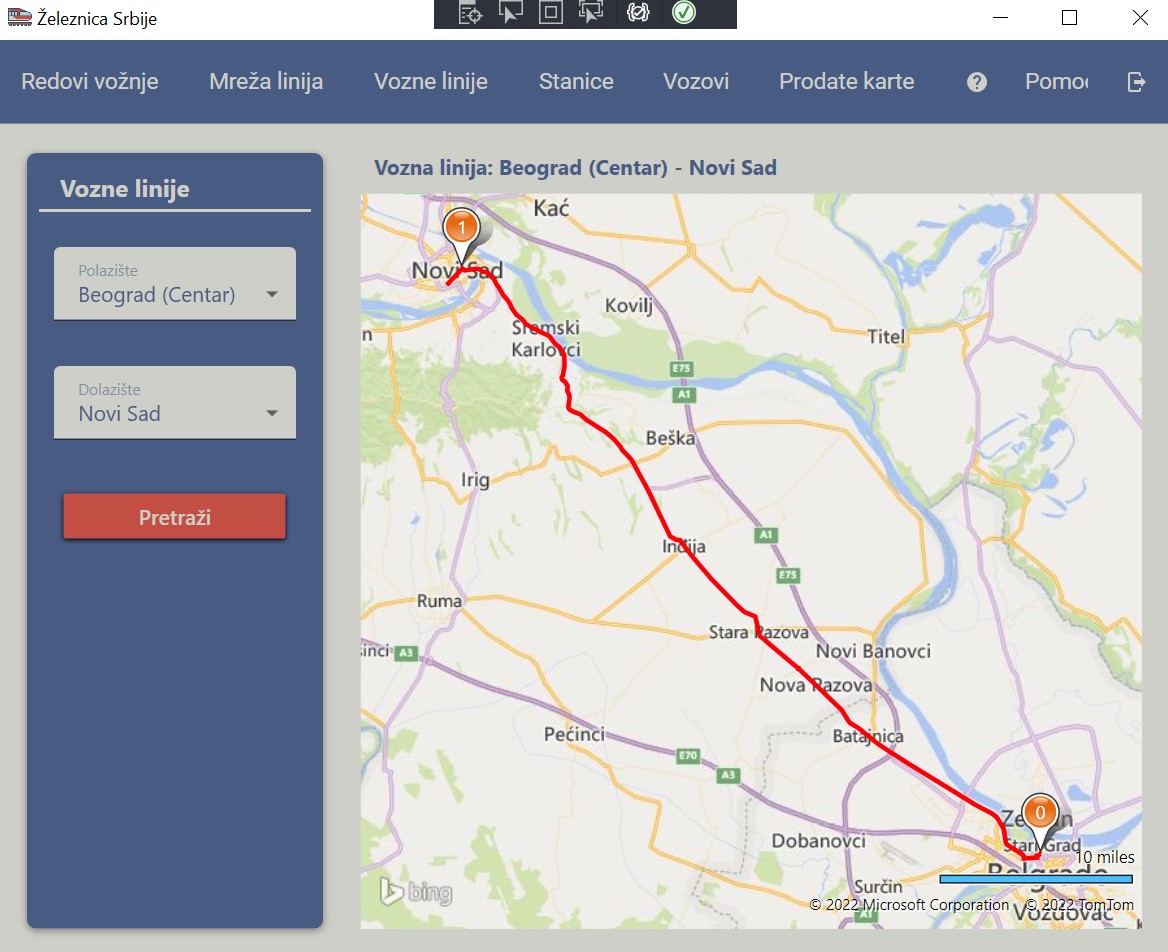 Železnica Srbije
Redovi vožnje
Mreža linija
Vozne linije
Stanice
Vozovi
Prodate karte
?
Vozne linije
Polazište
Beograd (Centar)
Dolazište
Novi Sad
Pretraži
Vozna linija: Beograd (Centar) - Novi Sad
Kać
1
Novi Sad
Kovilj
Sremski
Karlovci
Titel
E75
A1
Beška
Irig
A1
Inđija
E75
Ruma
Stara Pazova
A3
Novi Banovci
Nova Pazova
Pećinci
Batajnica
E70
A3
0
Zemun
Dobanovci
Stari Grad
10 miles
Belgrade
Surčin
bing
© 2022 Microsoft Corporation
© 2022 TomTom
A1
Voždovac